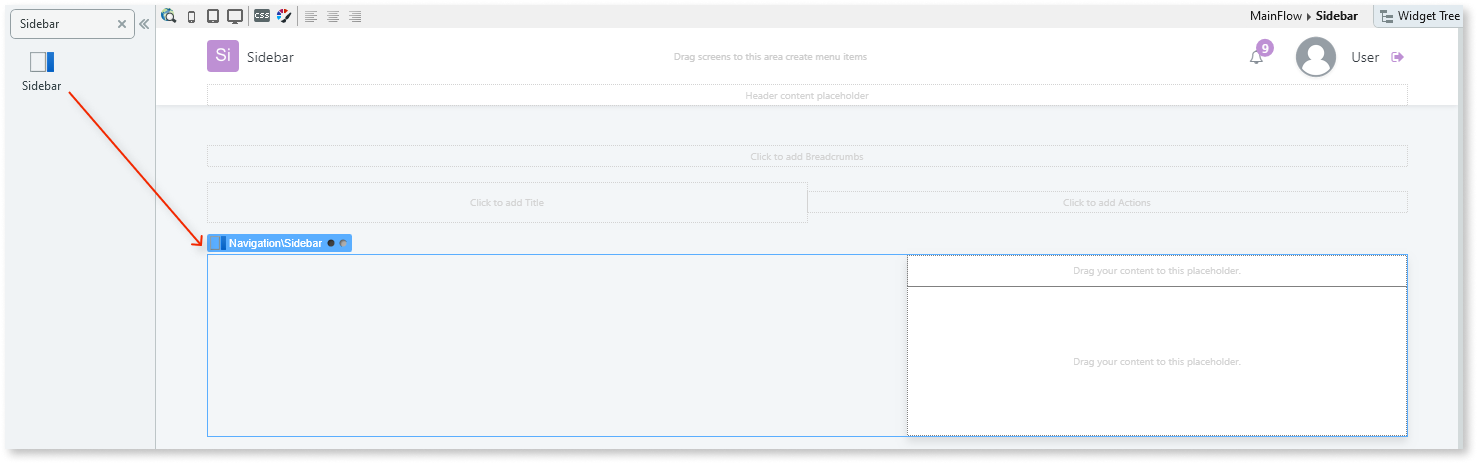 Sidebar
Sidebar
css
MainFlow Sidebar
Widget Tree
Si
Sidebar
Drag screens to this area create menu items
9
User
Header content placeholder
Click to add Breadcrumbs
Click to add Title
Click to add Actions
Navigation\Sidebar
Drag your content to this placeholder.
Drag your content to this placeholder.